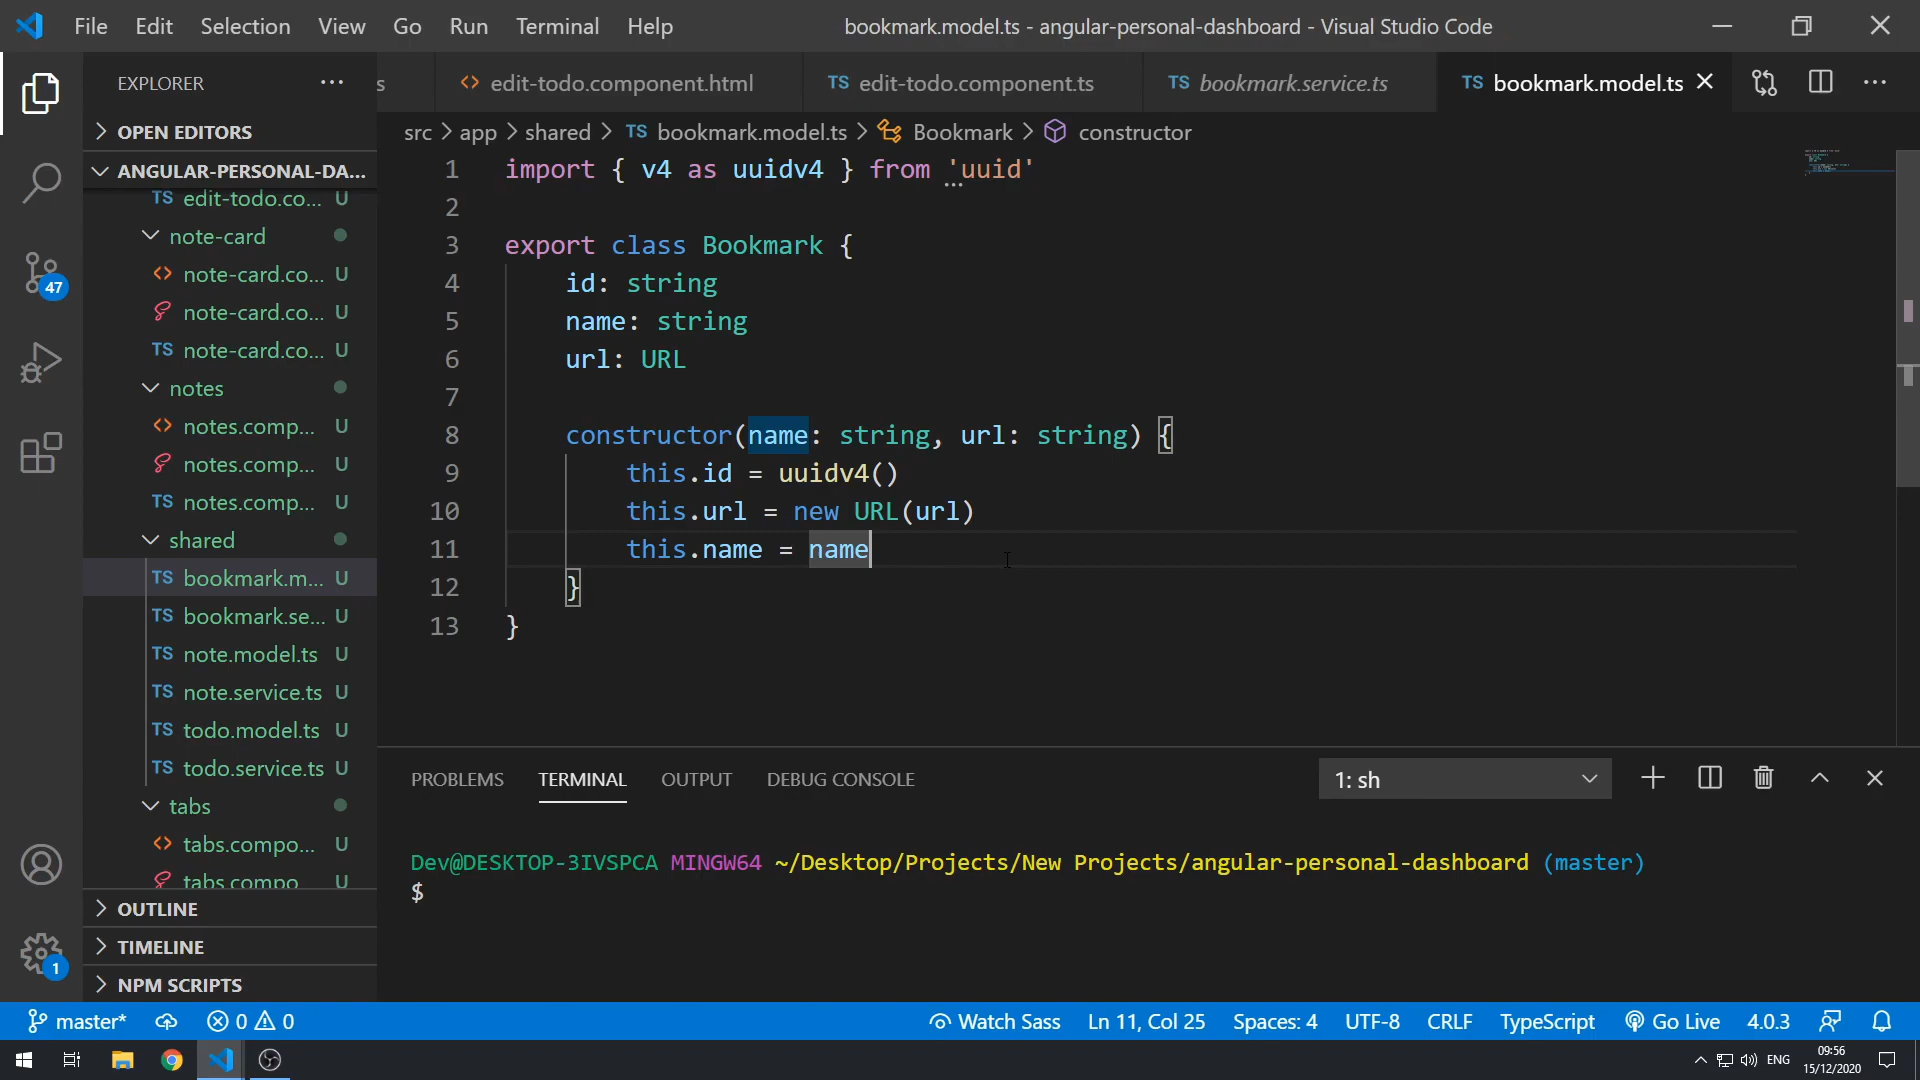 File Edit Selection View Go Run Terminal Help
bookmark.model.ts - angular-personal-dashboard - Visual Studio Code
EXPLORER
s
edit-todo.component.html
TS edit-todo.component.ts
TS bookmark.service.ts
TS bookmark.model.ts
OPEN EDITORS
ANGULAR-PERSONAL-DA...
TS edit-todo.co... U
note-card
note-card.co... U
note-card.co... U
TS note-card.co... U
notes
notes.comp... U
notes.comp... U
TS notes.comp... U
shared
TS bookmark.m... U
TS bookmark.se... U
TS note.model.ts U
TS note.service.ts U
TS todo.model.ts U
TS todo.service.ts U
tabs
tabs.compo... U
tabs.compo U
OUTLINE
TIMELINE
NPM SCRIPTS
47
1
src > app > shared > TS bookmark.model.ts > Bookmark > constructor
1 import { v4 as uuidv4 } from 'uuid'
2
3 export class Bookmark {
4 id: string
5 name: string
6 url: URL
7
8 constructor(name: string, url: string) {
9 this.id = uuidv4()
10 this.url = new URL(url)
11 this.name = name
12 }
13 }
PROBLEMS TERMINAL OUTPUT DEBUG CONSOLE
1: sh
Dev@DESKTOP-3IVSPCA MINGW64 ~/Desktop/Projects/New Projects/angular-personal-dashboard (master)
$
master* 0 0
Watch Sass Ln 11, Col 25 Spaces: 4 UTF-8 CRLF TypeScript Go Live 4.0.3
ENG
09:56
15/12/2020